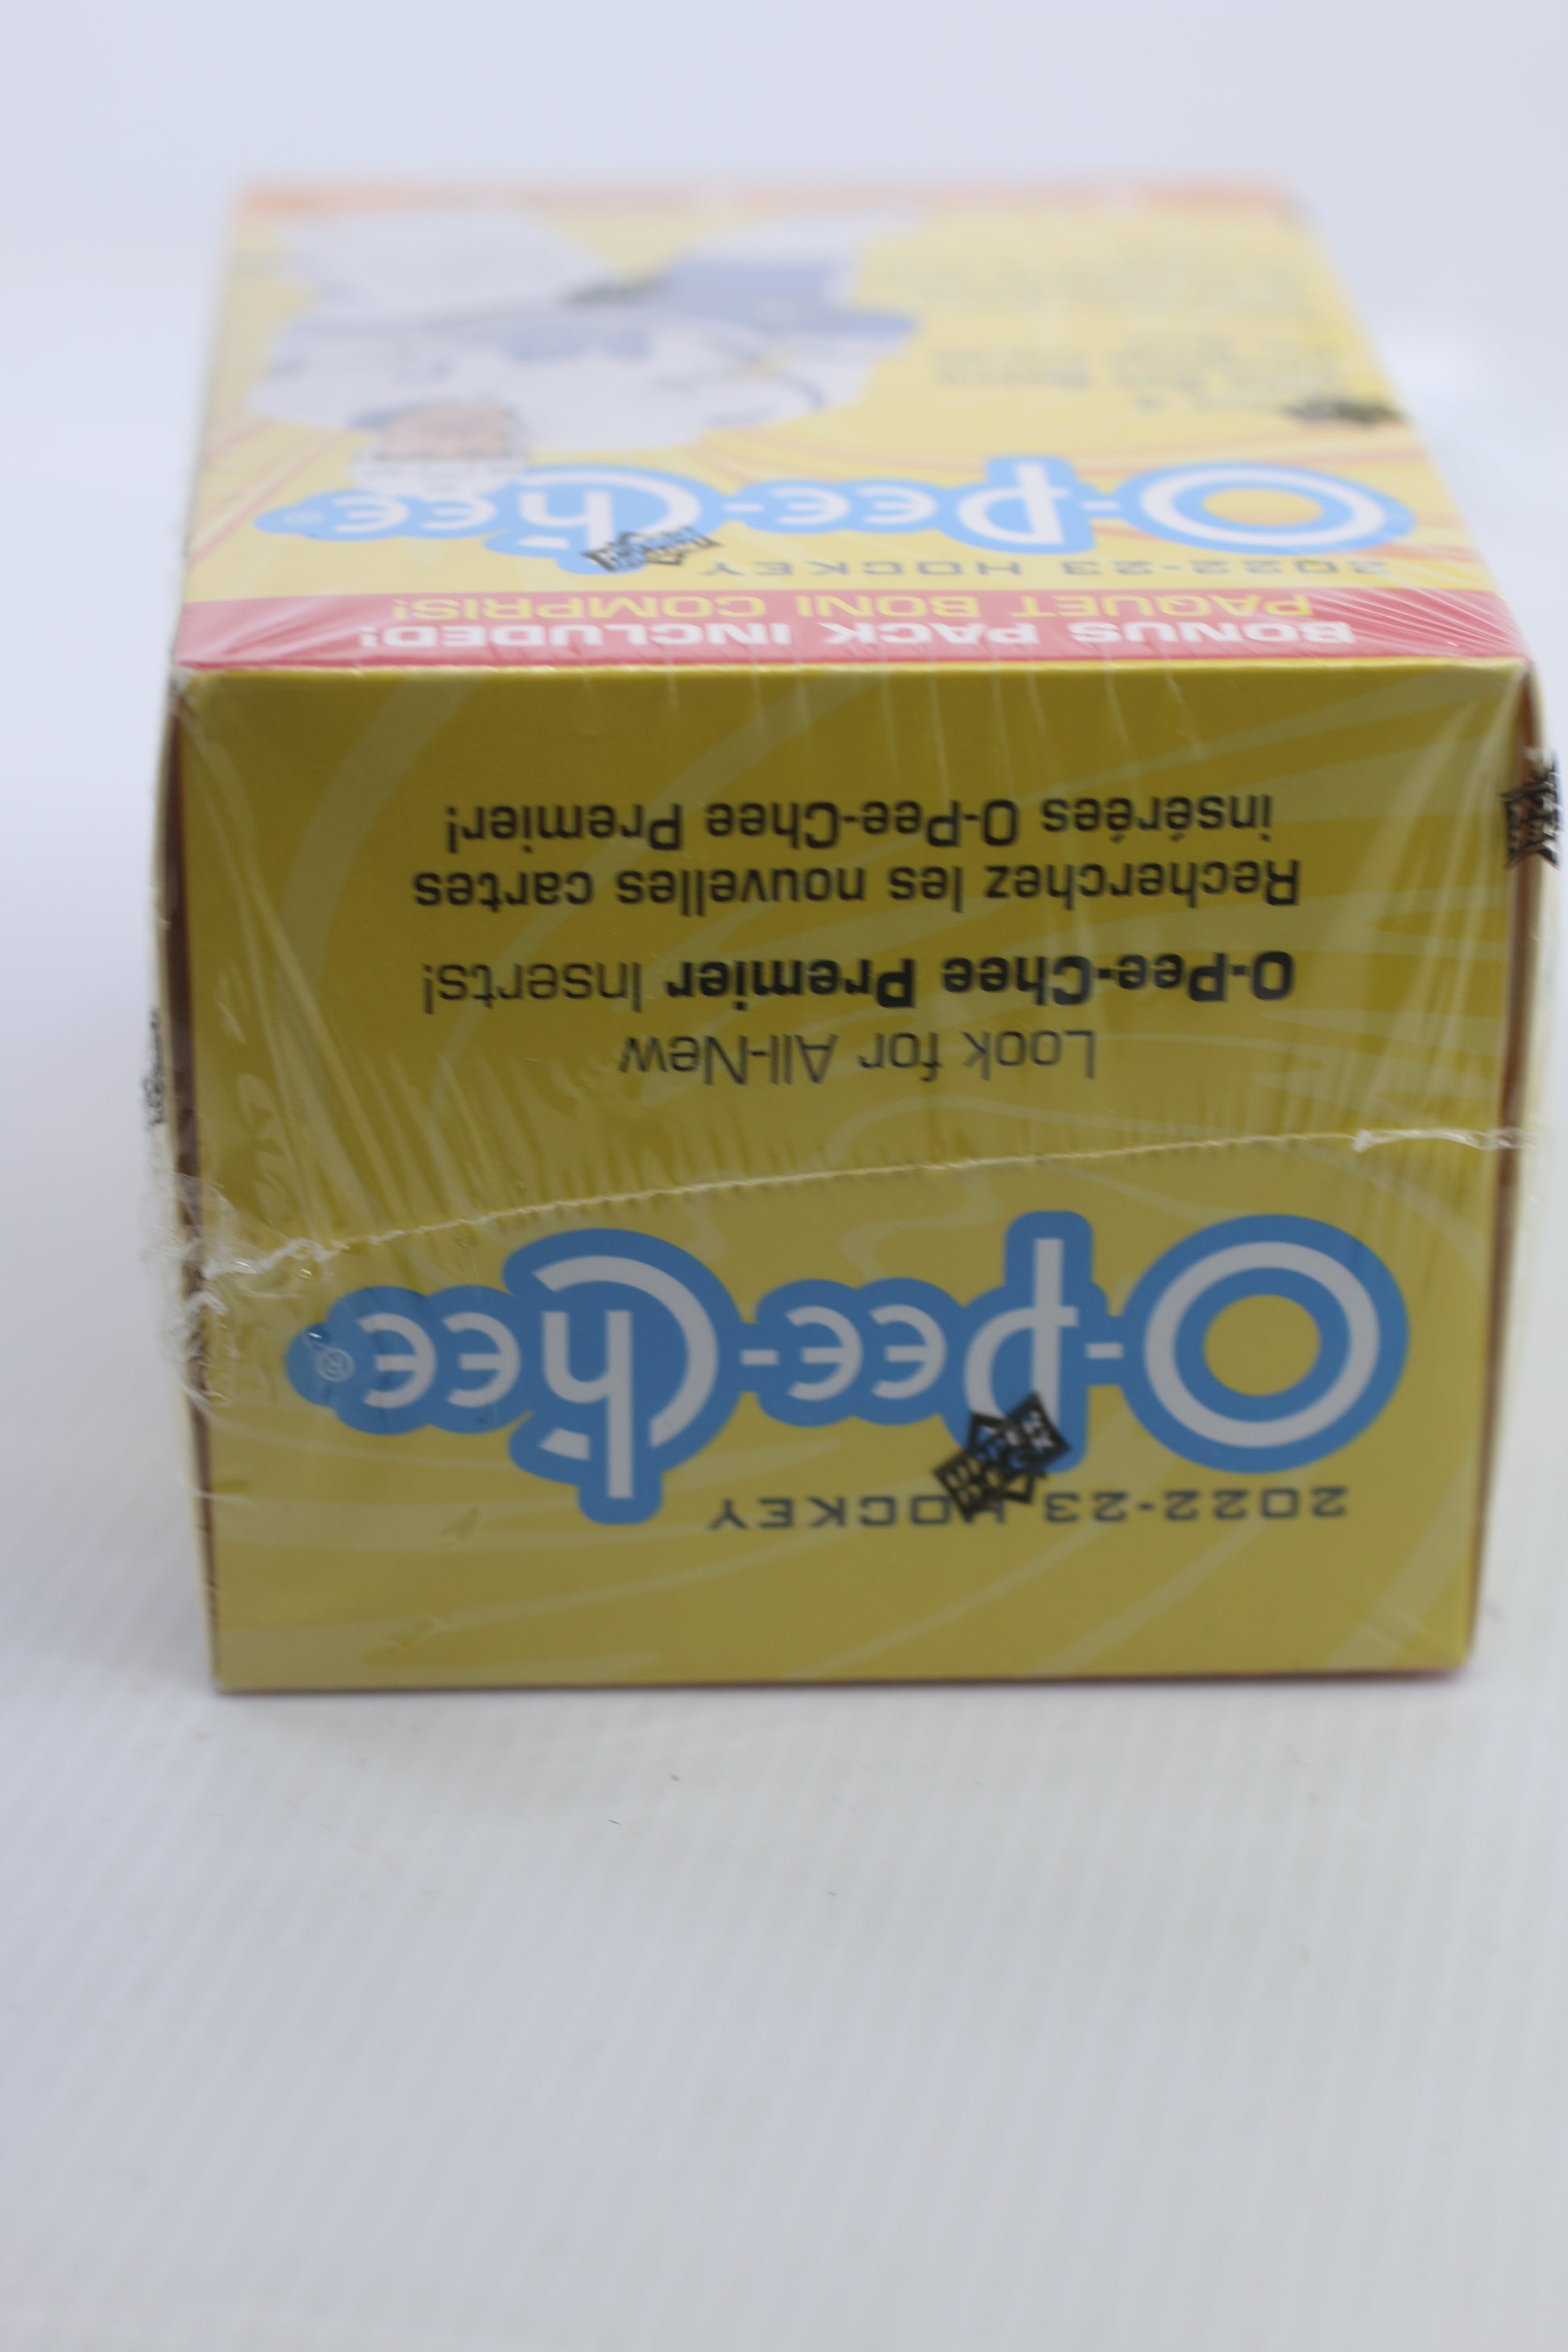 2022-23 HOCKEY
O-Pee-Chee®
Look for All-New
O-Pee-Chee Premier Inserts!
Recherchez les nouvelles cartes
insérées O-Pee-Chee Premier!
BONUS PACK INCLUDED!
PAQUET BONI COMPRIS!
2022-23 HOCKEY
O-Pee-Chee®